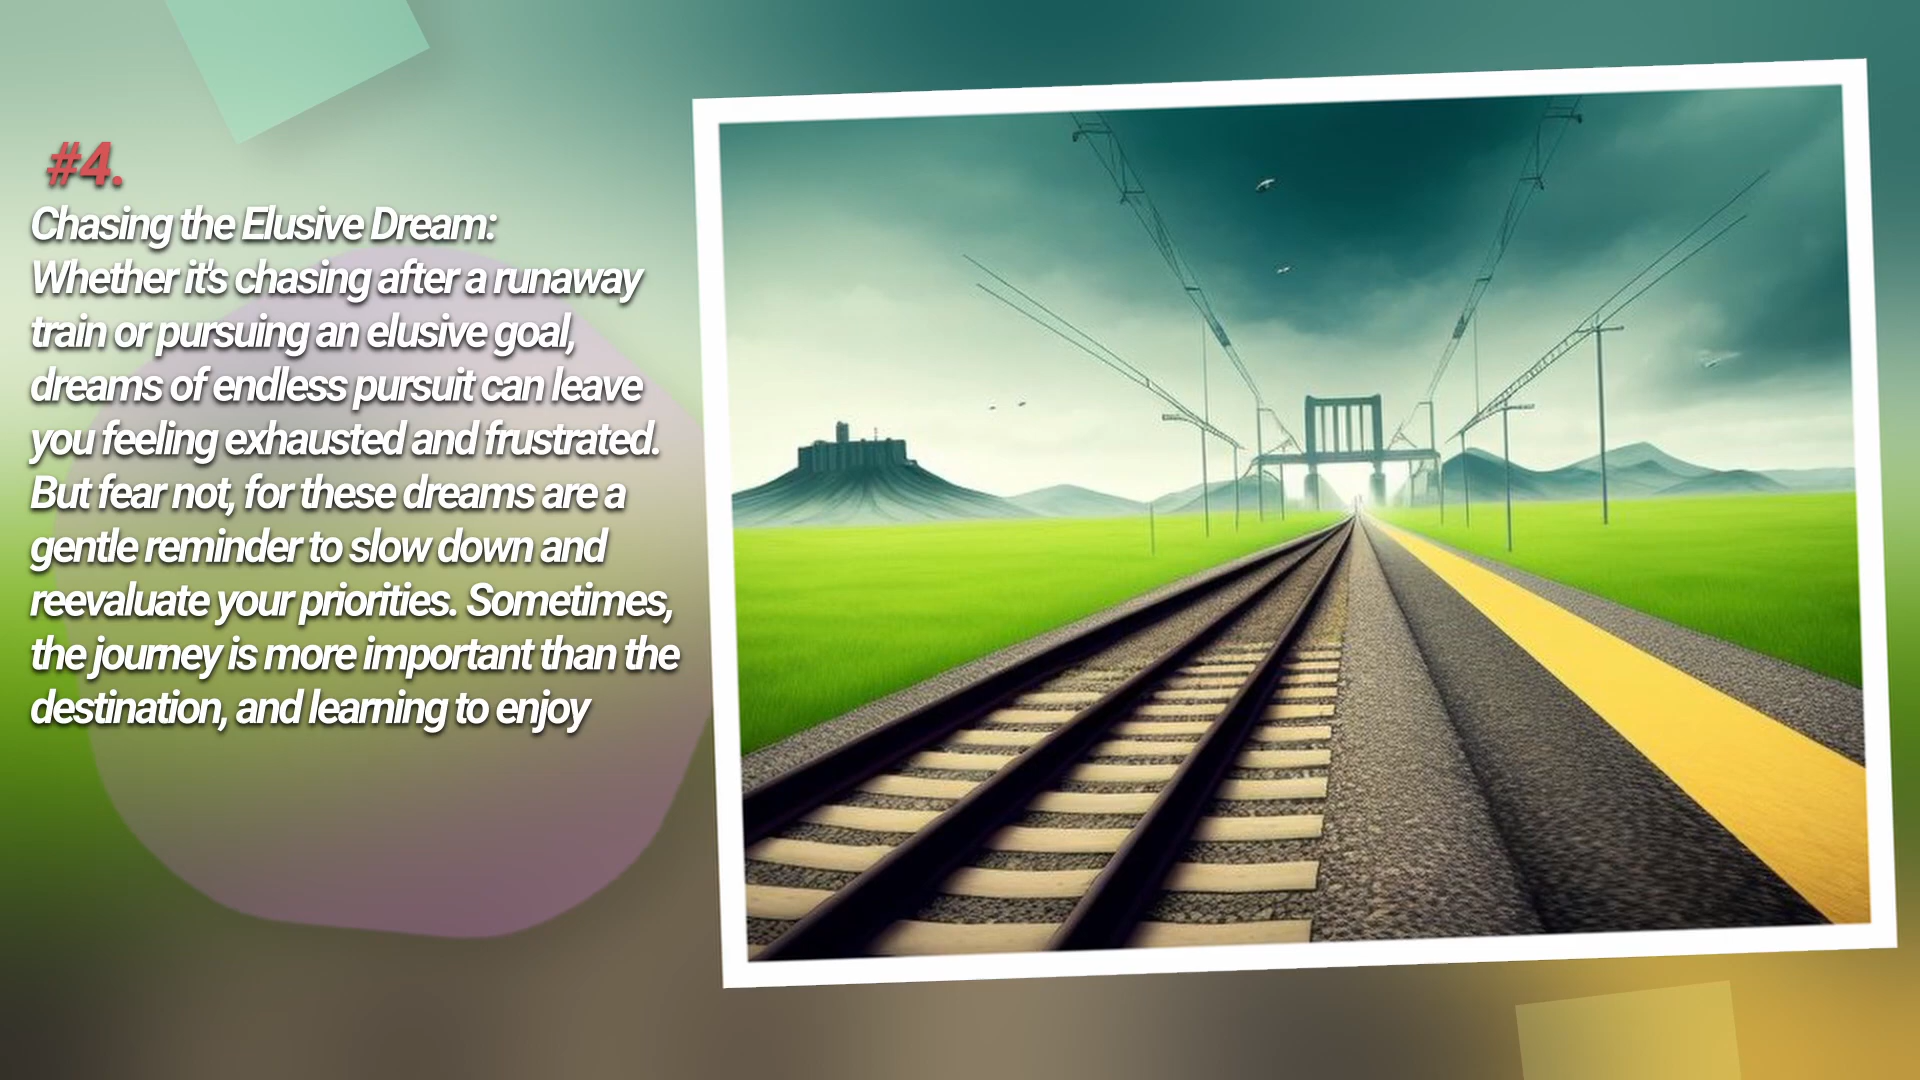 #4.
Chasing the Elusive Dream:
Whether it's chasing after a runaway
train or pursuing an elusive goal,
dreams of endless pursuit can leave
you feeling exhausted and frustrated.
But fear not, for these dreams are a
gentle reminder to slow down and
reevaluate your priorities. Sometimes,
the journey is more important than the
destination, and learning to enjoy